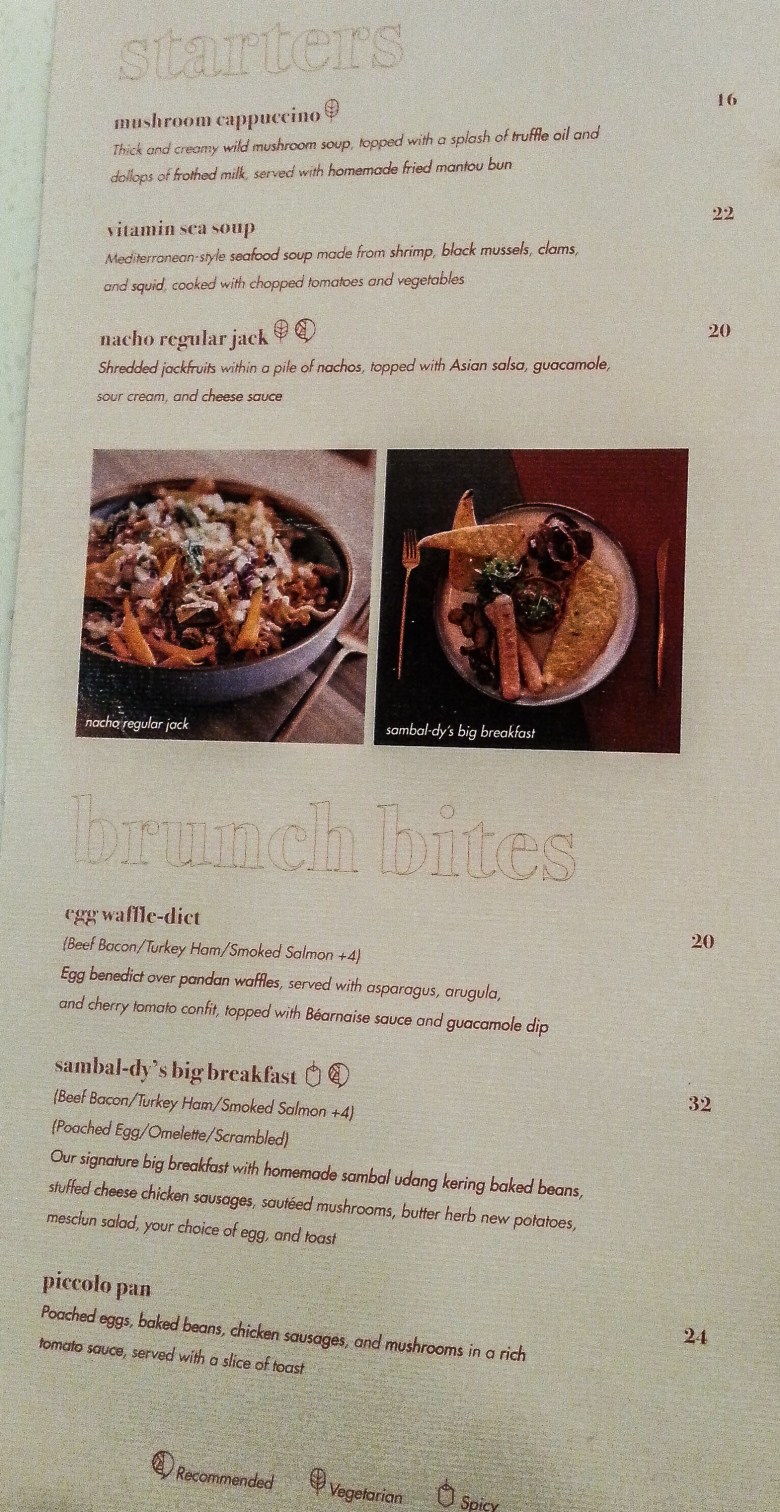 starters
mushroom cappuccino
16
Thick and creamy wild mushroom soup, topped with a splash of truffle oil and
dollops of frothed milk, served with homemade fried mantou bun
vitamin sea soup
22
Mediterranean-style seafood soup made from shrimp, black mussels, clams,
and squid, cooked with chopped tomatoes and vegetables
nacho regular jack
20
Shredded jackfruits within a pile of nachos, topped with Asian salsa, guacamole,
sour cream, and cheese sauce
nacho regular jack
sambal-dy's big breakfast
brunch bites
egg waffle-dict
20
(Beef Bacon/Turkey Ham/Smoked Salmon +4)
Egg benedict over pandan waffles, served with asparagus, arugula,
and cherry tomato confit, topped with Béarnaise sauce and guacamole dip
sambal-dy's big breakfast
32
(Beef Bacon/Turkey Ham/Smoked Salmon +4)
(Poached Egg/Omelette/Scrambled)
Our signature big breakfast with homemade sambal udang kering baked beans,
stuffed cheese chicken sausages, sautéed mushrooms, butter herb new potatoes,
mesclun salad, your choice of egg, and toast
piccolo pan
24
Poached eggs, baked beans, chicken sausages, and mushrooms in a rich
tomato sauce, served with a slice of toast
Recommended
Vegetarian
Spicy